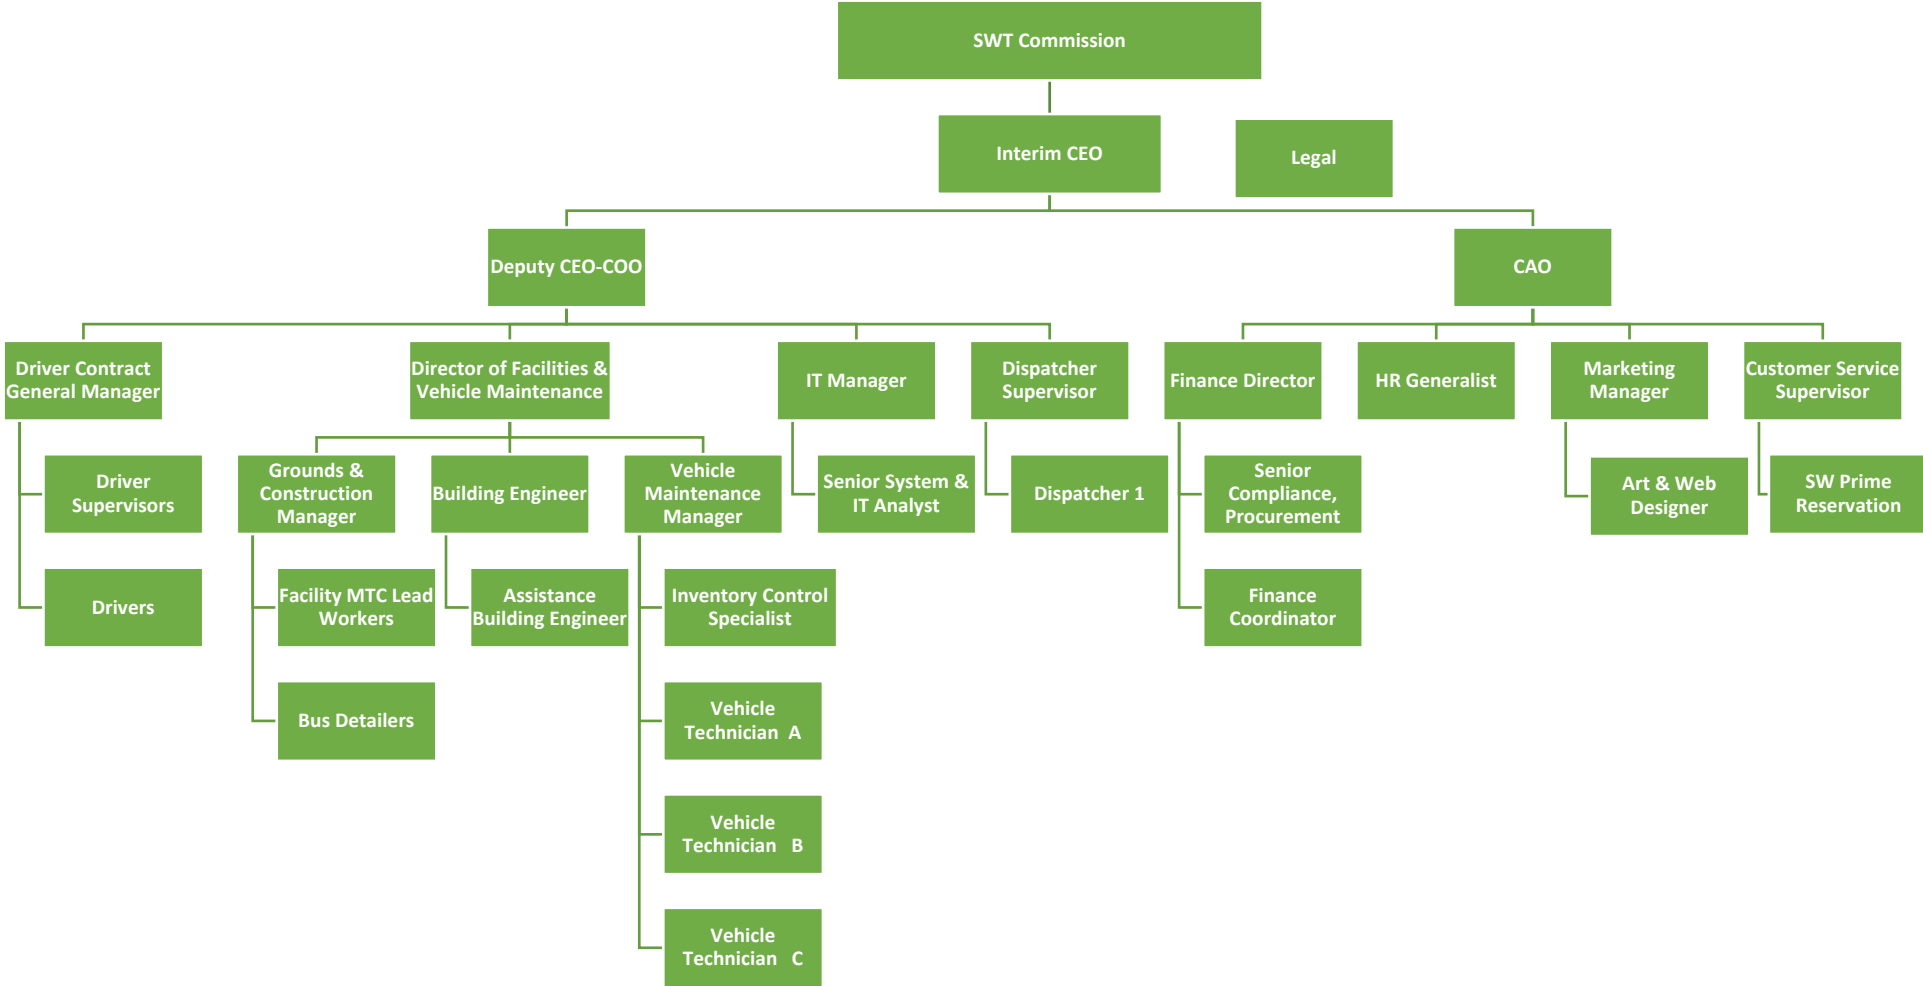 SWT Commission
Interim CEO
Legal
Deputy CEO-COO
CAO
Driver Contract
General Manager
Director of Facilities &
Vehicle Maintenance
IT Manager
Dispatcher
Supervisor
Finance Director
HR Generalist
Marketing
Manager
Customer Service
Supervisor
Driver
Supervisors
Grounds &
Construction
Manager
Building Engineer
Vehicle
Maintenance
Manager
Senior System &
IT Analyst
Dispatcher 1
Senior
Compliance,
Procurement
Art & Web
Designer
SW Prime
Reservation
Drivers
Facility MTC Lead
Workers
Assistance
Building Engineer
Inventory Control
Specialist
Finance
Coordinator
Bus Detailers
Vehicle
Technician A
Vehicle
Technician B
Vehicle
Technician C